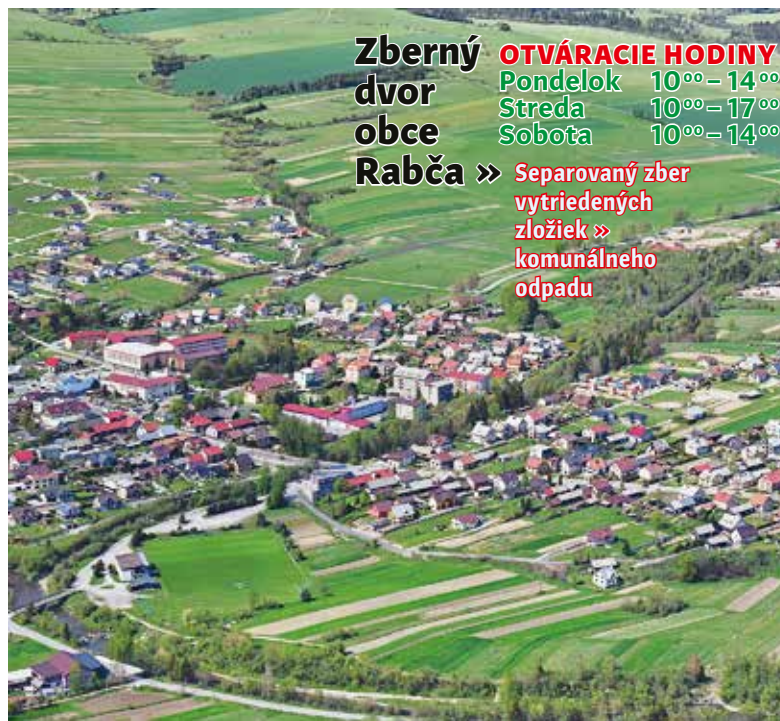 Zberný
dvor
obce
Rabča »
OTVÁRACIE HODINY
Pondelok 10⁰⁰ – 14⁰⁰
Streda 10⁰⁰ – 17⁰⁰
Sobota 10⁰⁰ – 14⁰⁰
Separovaný zber
vytriedených
zložiek »
komunálneho
odpadu